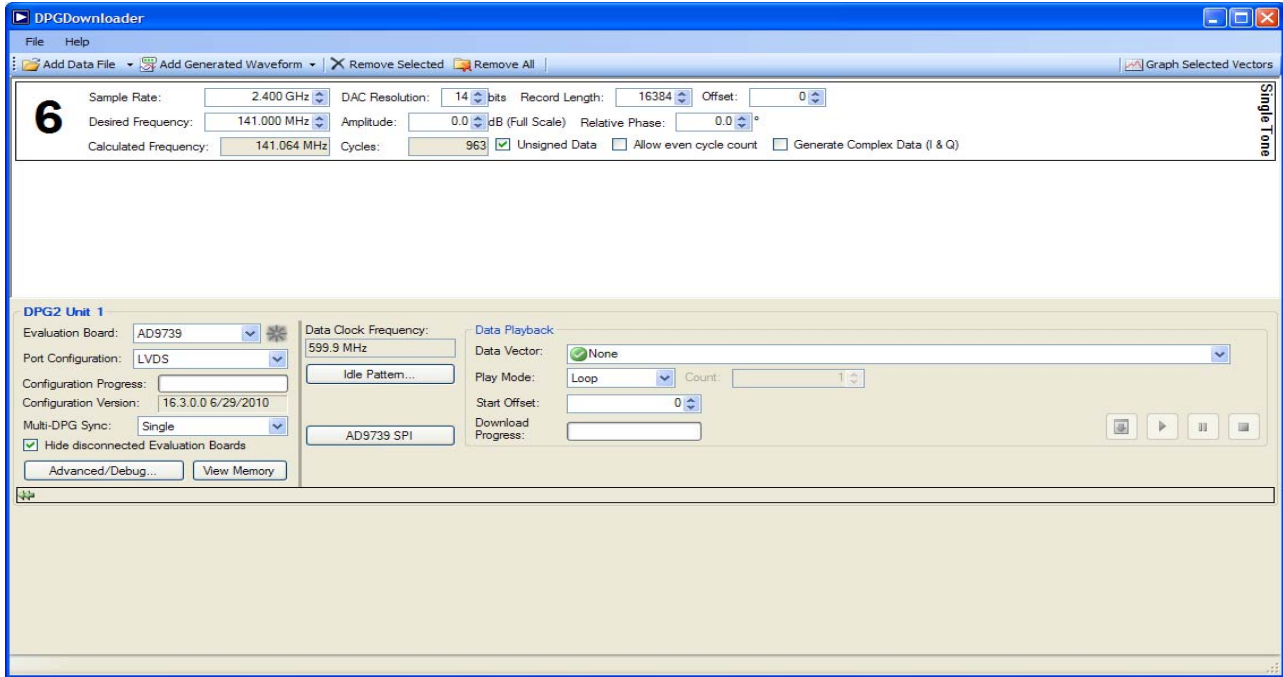 DPGDownloader
File Help
Add Data File Add Generated Waveform Remove Selected Remove All Graph Selected Vectors
6
Sample Rate: 2.400 GHz DAC Resolution: 14 bits Record Length: 16384 Offset: 0
Desired Frequency: 141.000 MHz Amplitude: 0.0 dB (Full Scale) Relative Phase: 0.0 °
Calculated Frequency: 141.064 MHz Cycles: 963 Unsigned Data Allow even cycle count Generate Complex Data (I & Q)
Single Tone
DPG2 Unit 1
Evaluation Board: AD9739
Port Configuration: LVDS
Configuration Progress:
Configuration Version: 16.3.0.0 6/29/2010
Multi-DPG Sync: Single
Hide disconnected Evaluation Boards
Advanced/Debug... View Memory
Data Clock Frequency:
599.9 MHz
Idle Pattern...
AD9739 SPI
Data Playback
Data Vector: None
Play Mode: Loop Count: 1
Start Offset: 0
Download
Progress: